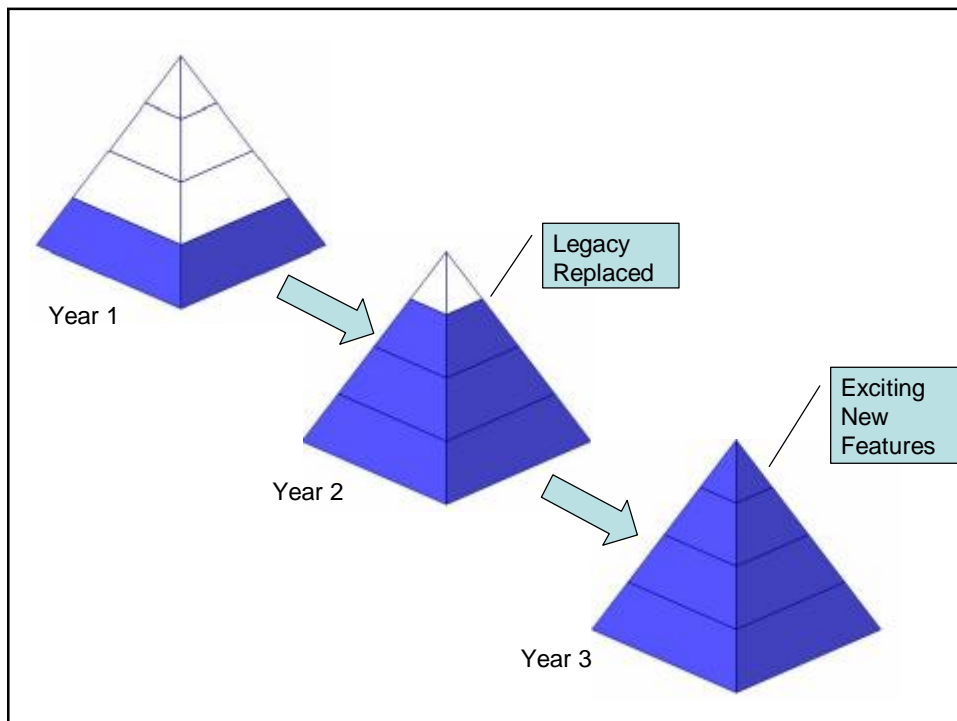 Year 1
Legacy
Replaced
Year 2
Exciting
New
Features
Year 3